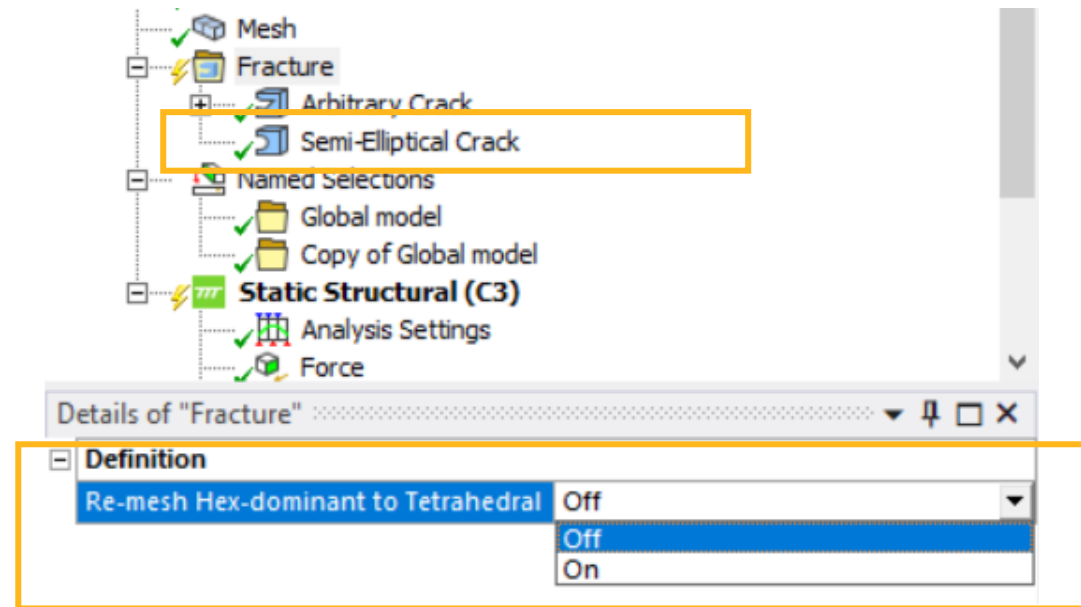 Mesh
Fracture
Arbitrary Crack
Semi-Elliptical Crack
Named Selections
Global model
Copy of Global model
Static Structural (C3)
Analysis Settings
Force
Details of "Fracture"
Definition
Re-mesh Hex-dominant to Tetrahedral Off
Off
On